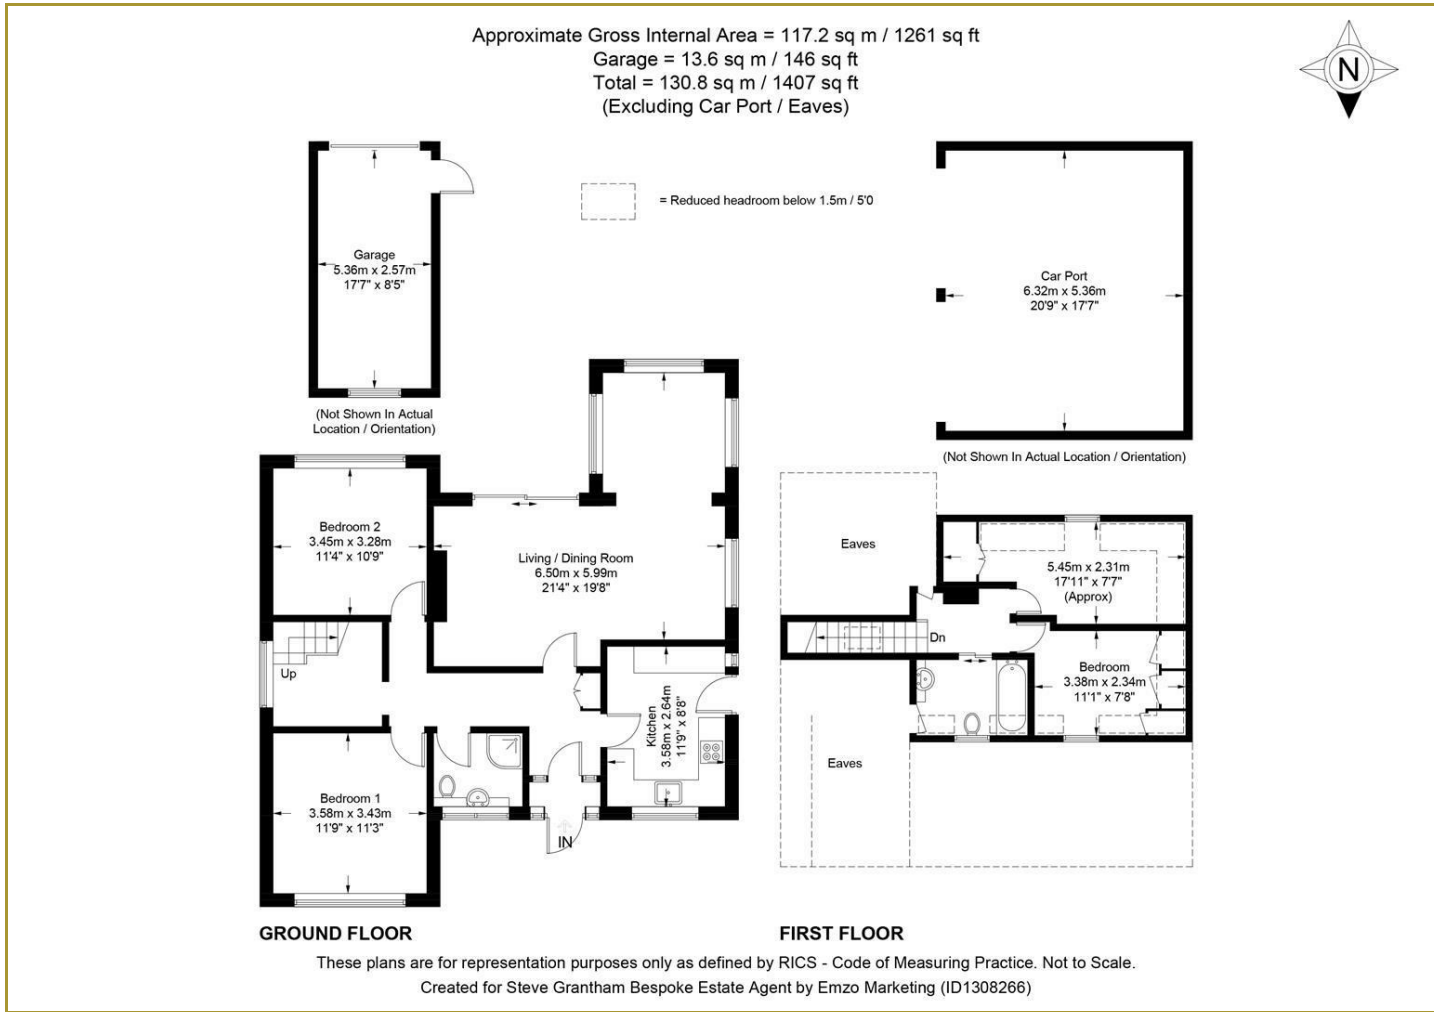 Approximate Gross Internal Area = 117.2 sq m / 1261 sq ft
Garage = 13.6 sq m / 146 sq ft
Total = 130.8 sq m / 1407 sq ft
(Excluding Car Port / Eaves)
N
= Reduced headroom below 1.5m / 5'0
Garage
5.36m x 2.57m
17'7" x 8'5"
(Not Shown In Actual
Location / Orientation)
Car Port
6.32m x 5.36m
20'9" x 17'7"
(Not Shown In Actual Location / Orientation)
Bedroom 2
3.45m x 3.28m
11'4" x 10'9"
Living / Dining Room
6.50m x 5.99m
21'4" x 19'8"
Up
Kitchen
3.58m x 2.64m
11'9" x 8'8"
Bedroom 1
3.58m x 3.43m
11'9" x 11'3"
IN
Eaves
5.45m x 2.31m
17'11" x 7'7"
(Approx)
Dn
Bedroom
3.38m x 2.34m
11'1" x 7'8"
Eaves
GROUND FLOOR
FIRST FLOOR
These plans are for representation purposes only as defined by RICS - Code of Measuring Practice. Not to Scale.
Created for Steve Grantham Bespoke Estate Agent by Emzo Marketing (ID1308266)